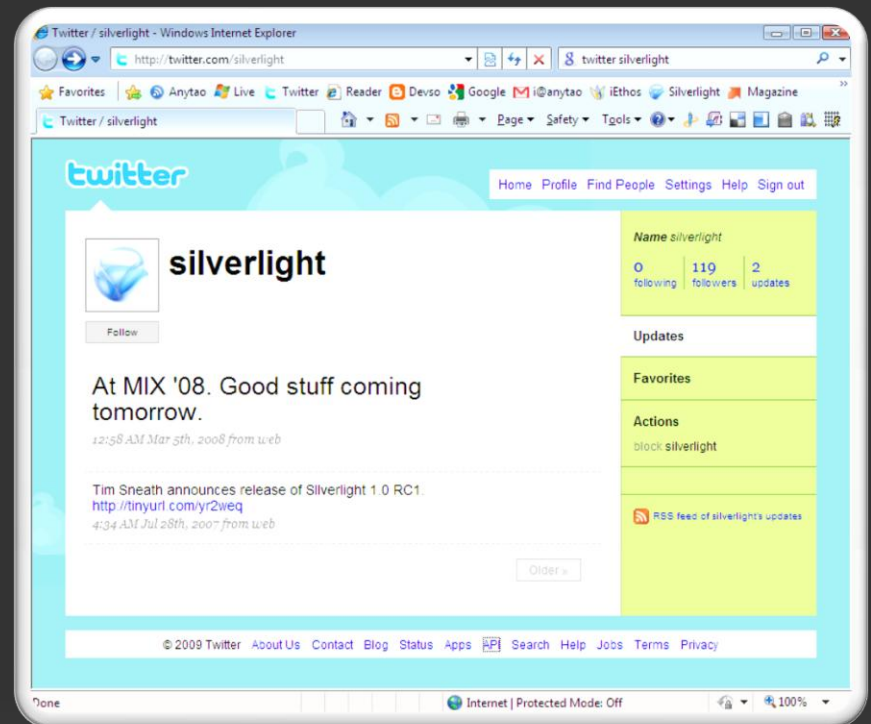 Twitter / silverlight - Windows Internet Explorer
http://twitter.com/silverlight
twitter silverlight
Favorites Anytao Live Twitter Reader Devso Google i@anytao iEthos Silverlight Magazine »
Twitter / silverlight
Page Safety Tools
twitter
Home Profile Find People Settings Help Sign out
silverlight
Follow
At MIX '08. Good stuff coming
tomorrow.
12:58 AM Mar 5th, 2008 from web
Tim Sneath announces release of Silverlight 1.0 RC1.
http://tinyurl.com/yr2weq
4:34 AM Jul 28th, 2007 from web
Older »
Name silverlight
0 119 2
following followers updates
Updates
Favorites
Actions
block silverlight
RSS feed of silverlight's updates
© 2009 Twitter About Us Contact Blog Status Apps API Search Help Jobs Terms Privacy
Done Internet | Protected Mode: Off 100%